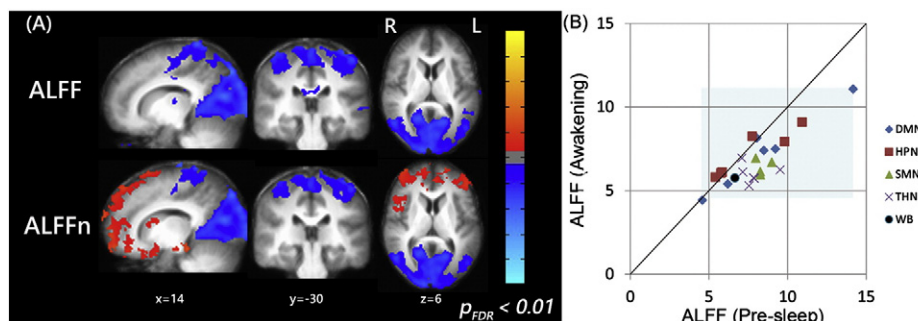 (A)
R L
ALFF
ALFFn
x=14 y=-30 z=6
pFDR < 0.01
(B)
15
10
5
0
ALFF (Awakening)
0 5 10 15
ALFF (Pre-sleep)
DMN
HPN
SMN
THN
WB